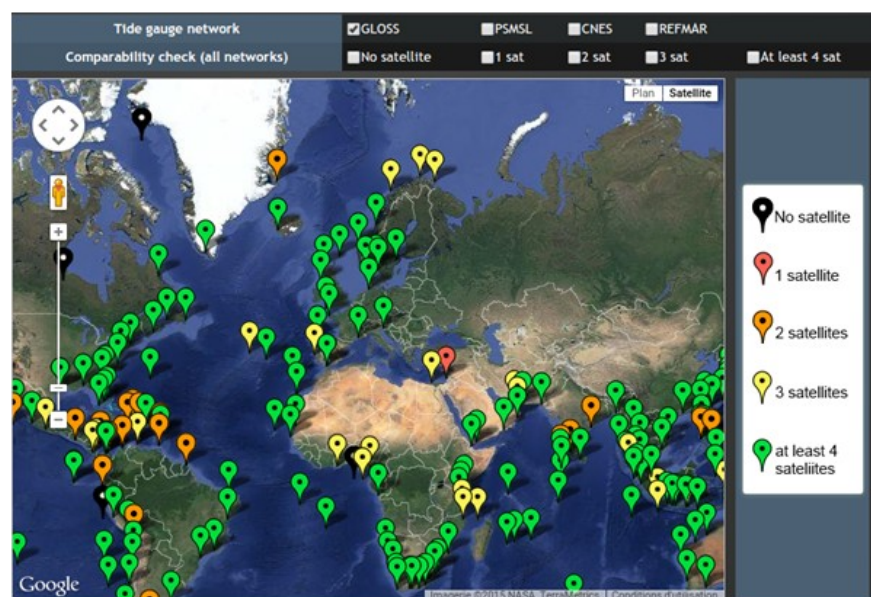 Tide gauge network GLOSS PSMSL CNES REFMAR
Comparability check (all networks) No satellite 1 sat 2 sat 3 sat At least 4 sat
Plan Satellite
No satellite
1 satellite
2 satellites
3 satellites
at least 4
satellites
Google
Imagerie ©2015 NASA, TerraMetrics Conditions d'utilisation